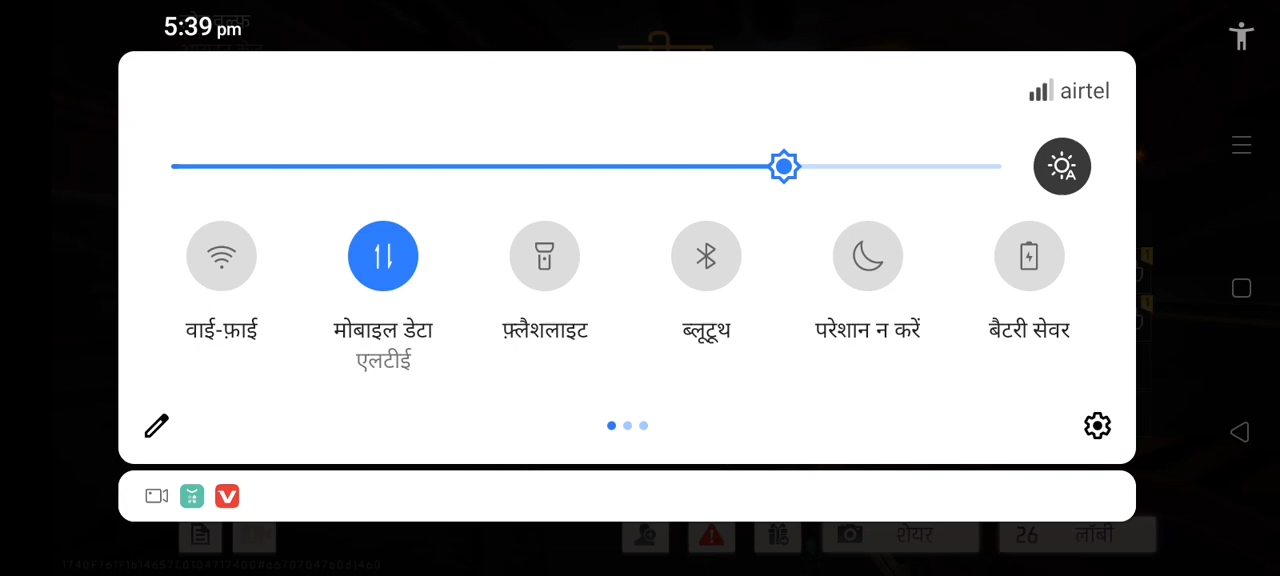 5:39 pm
airtel
वाई-फ़ाई
मोबाइल डेटा
एलटीई
फ़्लैशलाइट
ब्लूटूथ
परेशान न करें
बैटरी सेवर
शेयर
26 लॉबी